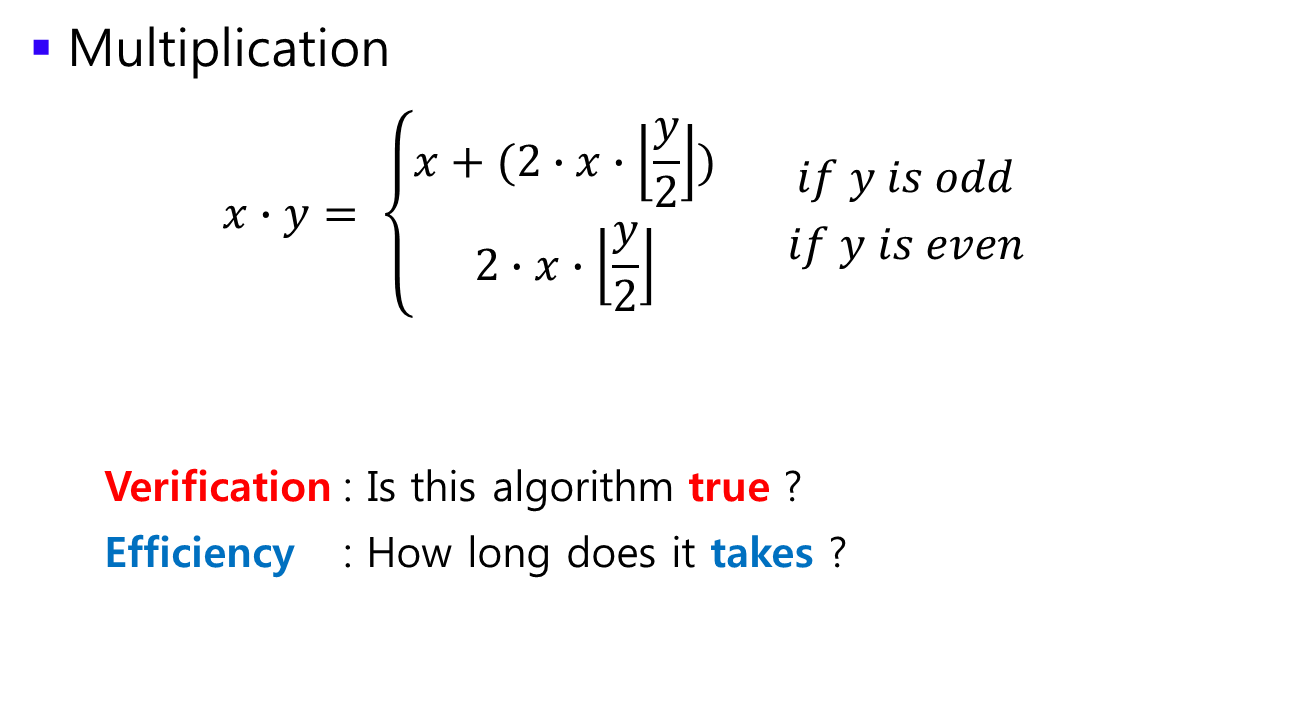 ▪ Multiplication
x + (2 · x · ⌊y/2⌋) if y is odd
x · y = {
2 · x · ⌊y/2⌋ if y is even
Verification : Is this algorithm true ?
Efficiency : How long does it takes ?